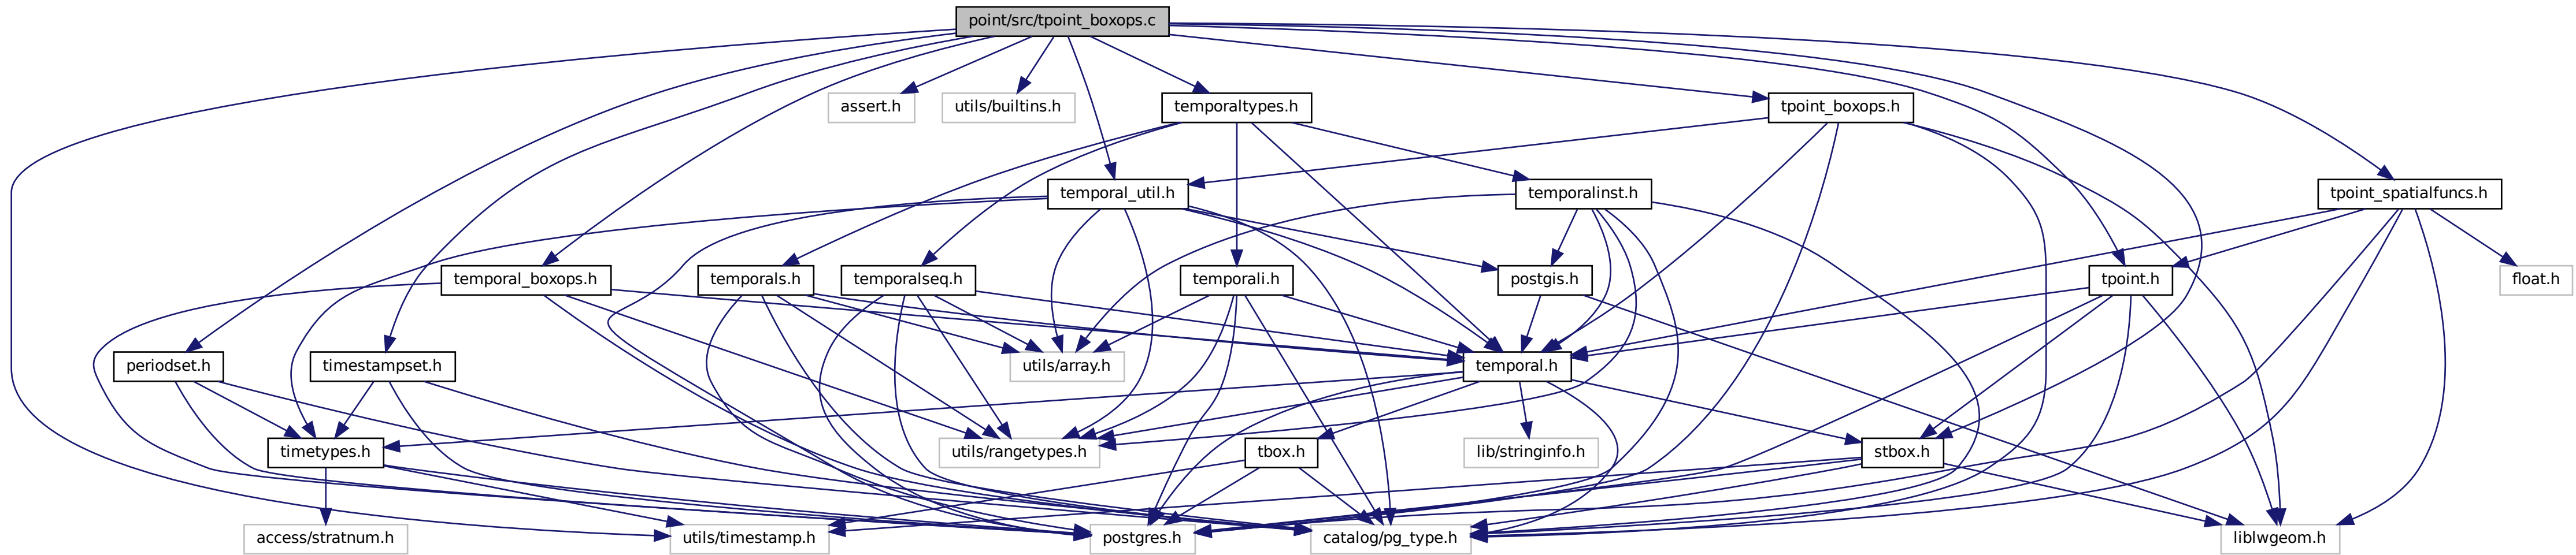 point/src/tpoint_boxops.c
assert.h
utils/builtins.h
temporaltypes.h
tpoint_boxops.h
temporal_util.h
temporalinst.h
tpoint_spatialfuncs.h
temporal_boxops.h
temporals.h
temporalseq.h
temporali.h
postgis.h
tpoint.h
float.h
periodset.h
timestampset.h
utils/array.h
temporal.h
timetypes.h
utils/rangetypes.h
tbox.h
lib/stringinfo.h
stbox.h
access/stratnum.h
utils/timestamp.h
postgres.h
catalog/pg_type.h
liblwgeom.h